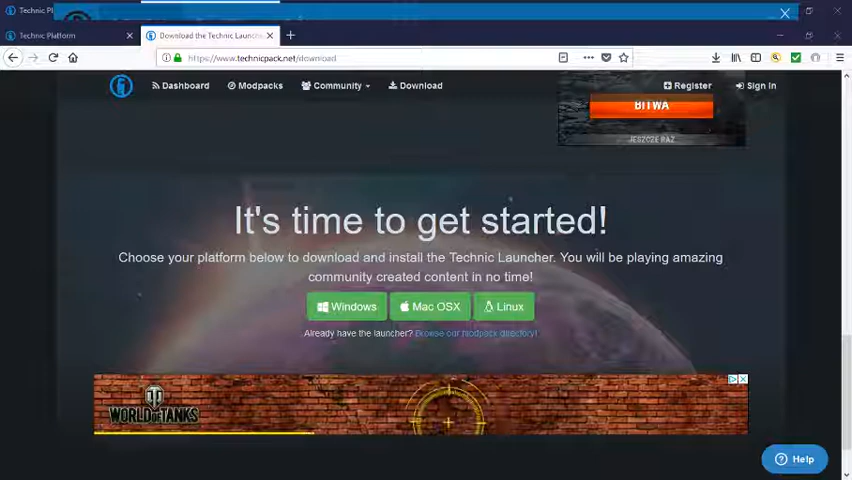 Technic Pl
Technic Platform
Download the Technic Launch
https://www.technicpack.net/download
Dashboard Modpacks Community Download Register Sign In
BITWA
JESZCZE RAZ
It's time to get started!
Choose your platform below to download and install the Technic Launcher. You will be playing amazing
community created content in no time!
Windows Mac OSX Linux
Already have the launcher? Browse our modpack directory!
WORLD OF TANKS
Help